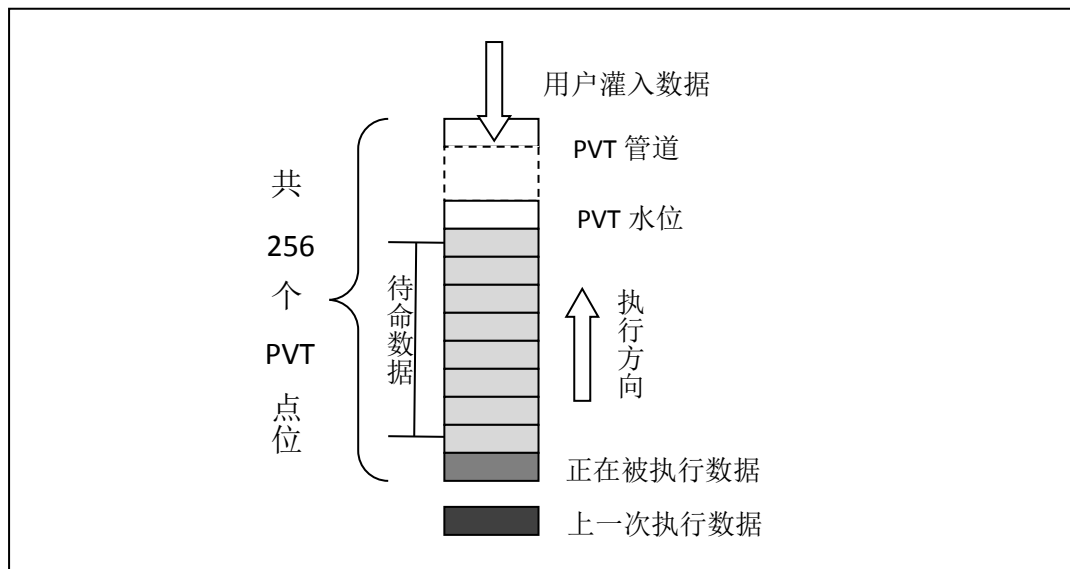 用户灌入数据
PVT 管道
PVT 水位
共
256
个
PVT
点
位
待命数据
执行方向
正在被执行数据
上一次执行数据